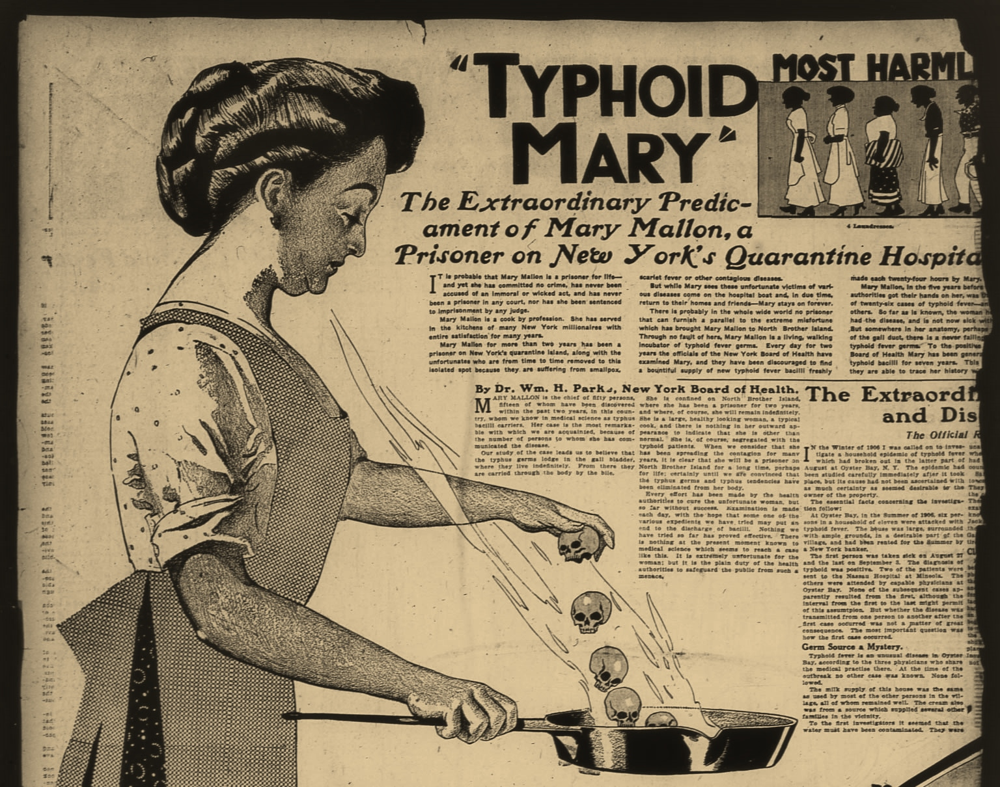 "TYPHOID
MARY"
MOST HARML
4 Laundresses.
The Extraordinary Predic-
ament of Mary Mallon, a
Prisoner on New York's Quarantine Hospita
IT is probable that Mary Mallon is a prisoner for life—
and yet she has committed no crime, has never been
accused of an immoral or wicked act, and has never
been a prisoner in any court, nor has she been sentenced
to imprisonment by any judge.
Mary Mallon is a cook by profession. She has served
in the kitchens of many New York millionaires with
entire satisfaction for many years.
Mary Mallon for more than two years has been a
prisoner on New York's quarantine island, along with the
unfortunates who are from time to time removed to this
isolated spot because they are suffering from smallpox,
scarlet fever or other contagious diseases.
But while Mary sees these unfortunate victims of vari-
ous diseases come on the hospital boat and, in due time,
return to their homes and friends—Mary stays on forever.
There is probably in the whole wide world no prisoner
that can furnish a parallel to the extreme misfortune
which has brought Mary Mallon to North Brother Island.
Through no fault of hers, Mary Mallon is a living, walking
incubator of typhoid fever germs. Every day for two
years the officials of the New York Board of Health have
examined Mary, and they have been discouraged to find
a bountiful supply of new typhoid fever bacilli freshly
made each twenty-four hours by Mary.
Mary Mallon, in the five years before
authorities got their hands on her, was
of twenty-six cases of typhoid fever—
others. So far as is known, the woman
had the disease, and is not now sick with
But somewhere in her anatomy, perhaps
of the gall duct, there is a never failing
typhoid fever germs. To the positive
Board of Health Mary has been
typhoid bacilli for seven years. This
they are able to trace her history
By Dr. Wm. H. Parke, New York Board of Health.
MARY MALLON is the chief of fifty persons,
fifteen of whom have been discovered
within the past two years, in this coun-
try, whom we know in medical science as typhus
bacilli carriers. Her case is the most remarka-
ble with which we are acquainted, because of
the number of persons to whom she has com-
municated the disease.
Our study of the case leads us to believe that
the typhus germs lodge in the gall bladder,
where they live indefinitely. From there they
are carried through the body by the bile.
She is confined on North Brother Island,
where she has been a prisoner for two years,
and where, of course, she will remain indefinitely.
She is a large, healthy looking woman, a typical
cook, and there is nothing in her outward ap-
pearance to indicate that she is other than
normal. She is, of course, segregated with the
typhoid patients. When we consider that she
has been spreading the contagion for many
years, it is clear that she will be a prisoner on
North Brother Island for a long time, perhaps
for life; certainly until we are convinced that
the typhus germs and typhus tendencies have
been eliminated from her body.
Every effort has been made by the health
authorities to cure the unfortunate woman, but
so far without success. Examination is made
each day, with the hope that some one of the
various expedients we have tried may put an
end to the discharge of bacilli. Nothing we
have tried so far has proved effective. There
is nothing at the present moment known to
medical science which seems to reach a case
like this. It is extremely unfortunate for the
woman; but it is the plain duty of the health
authorities to safeguard the public from such a
menace.
The Extraord
and Dis
The Official R
IN the Winter of 1906 I was called on to inves-
tigate a household epidemic of typhoid fever
which had broken out in the latter part of
August at Oyster Bay, N. Y. The epidemic had
been studied carefully immediately after it took
place, but its cause had not been ascertained with
as much certainty as seemed desirable to the
owner of the property.
The essential facts concerning the investiga-
tion follow:
At Oyster Bay, in the Summer of 1906, six per-
sons in a household of eleven were attacked with
typhoid fever. The house was large, surrounded
with ample grounds, in a desirable part of the
village, and had been rented for the Summer by
a New York banker.
The first person was taken sick on August 27
and the last on September 3. The diagnosis of
typhoid was positive. Two of the patients were
sent to the Nassau Hospital at Mineola. The
others were attended by capable physicians at
Oyster Bay. None of the subsequent cases ap-
parently resulted from the first, although the
interval from the first to the last might permit
of this assumtpion. But whether the disease was
transmitted from one person to another after the
first case occurred was not a matter of great
consequence. The most important question was
how the first case occurred.
Germ Source a Mystery.
Typhoid fever is an unusual disease in Oyster
Bay, according to the three physicians who share
the medical practise there. At the time of the
outbreak no other case was known. None fol-
lowed.
The milk supply of this house was the same
as used by most of the other persons in the vil-
lage, all of whom remained well. The cream also
was from a source which supplied several other
families in the vicinity.
To the first investigators it seemed that the
water must have been contaminated. They were